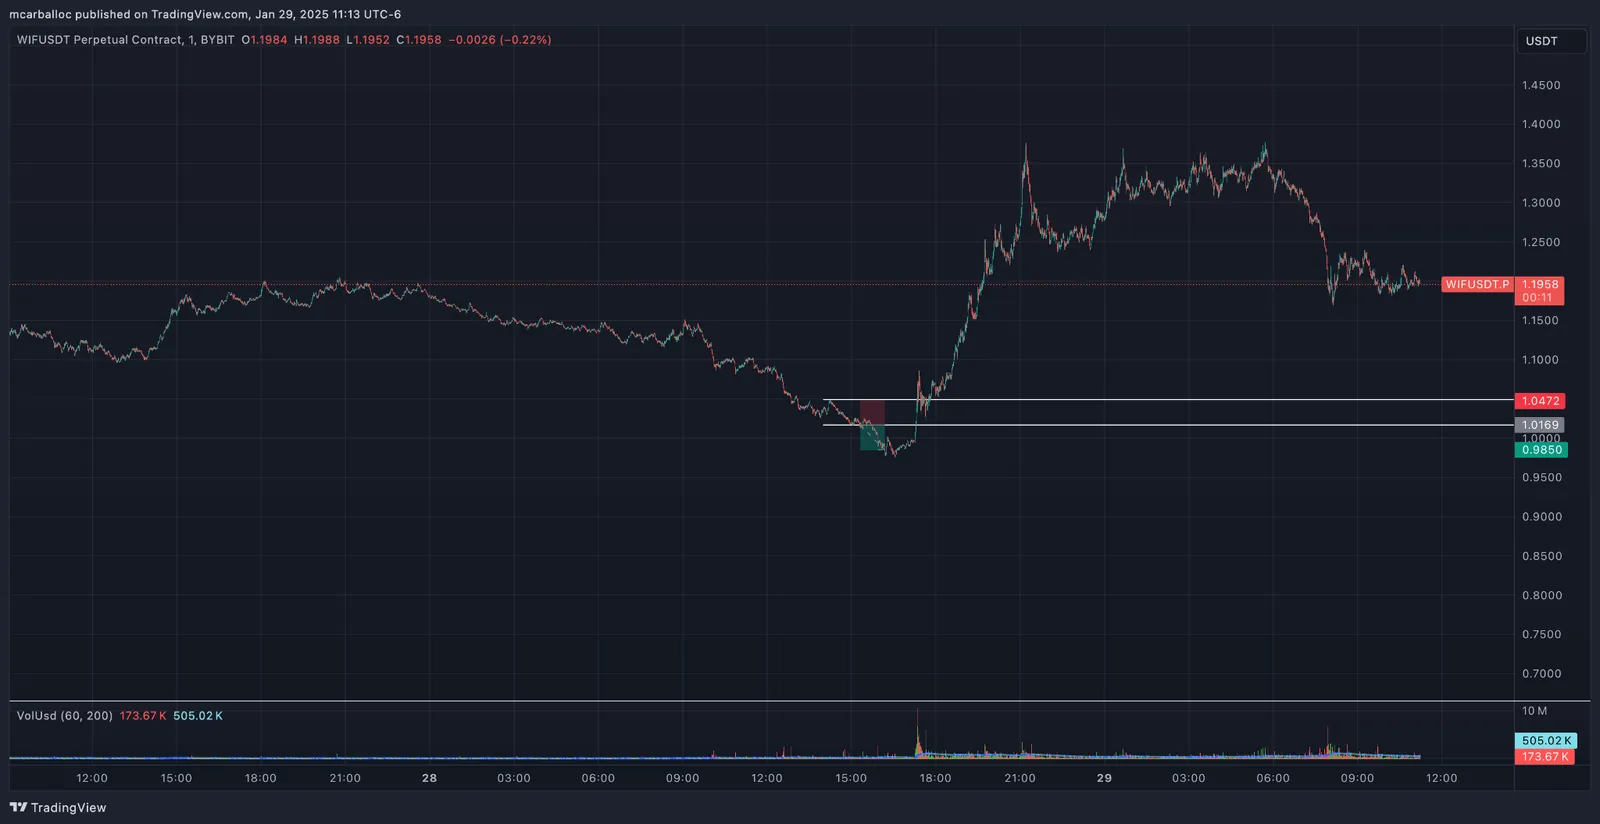 mcarballoc published on TradingView.com, Jan 29, 2025 11:13 UTC-6
WIFUSDT Perpetual Contract, 1, BYBIT O1.1984 H1.1988 L1.1952 C1.1958 −0.0026 (−0.22%)
USDT
1.4500
1.4000
1.3500
1.3000
1.2500
WIFUSDT.P 1.1958
00:11
1.1500
1.1000
1.0472
1.0169
1.0000
0.9850
0.9500
0.9000
0.8500
0.8000
0.7500
0.7000
VolUsd (60, 200) 173.67 K 505.02 K
10 M
505.02 K
173.67 K
12:00 15:00 18:00 21:00 28 03:00 06:00 09:00 12:00 15:00 18:00 21:00 29 03:00 06:00 09:00 12:00
TradingView